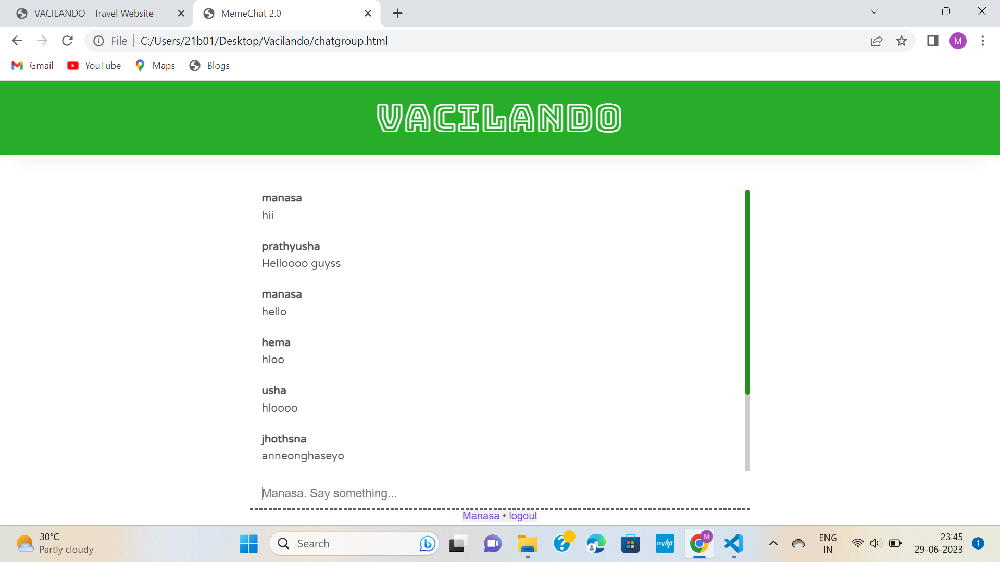 VACILANDO - Travel Website
MemeChat 2.0
File
C:/Users/21b01/Desktop/Vacilando/chatgroup.html
M
Gmail
YouTube
Maps
Blogs
VACILANDO
manasa
hii
prathyusha
Helloooo guyss
manasa
hello
hema
hloo
usha
hloooo
jhothsna
anneonghaseyo
Manasa. Say something...
Manasa • logout
30°C
Partly cloudy
Search
myhp
M
ENG
IN
23:45
29-06-2023
1